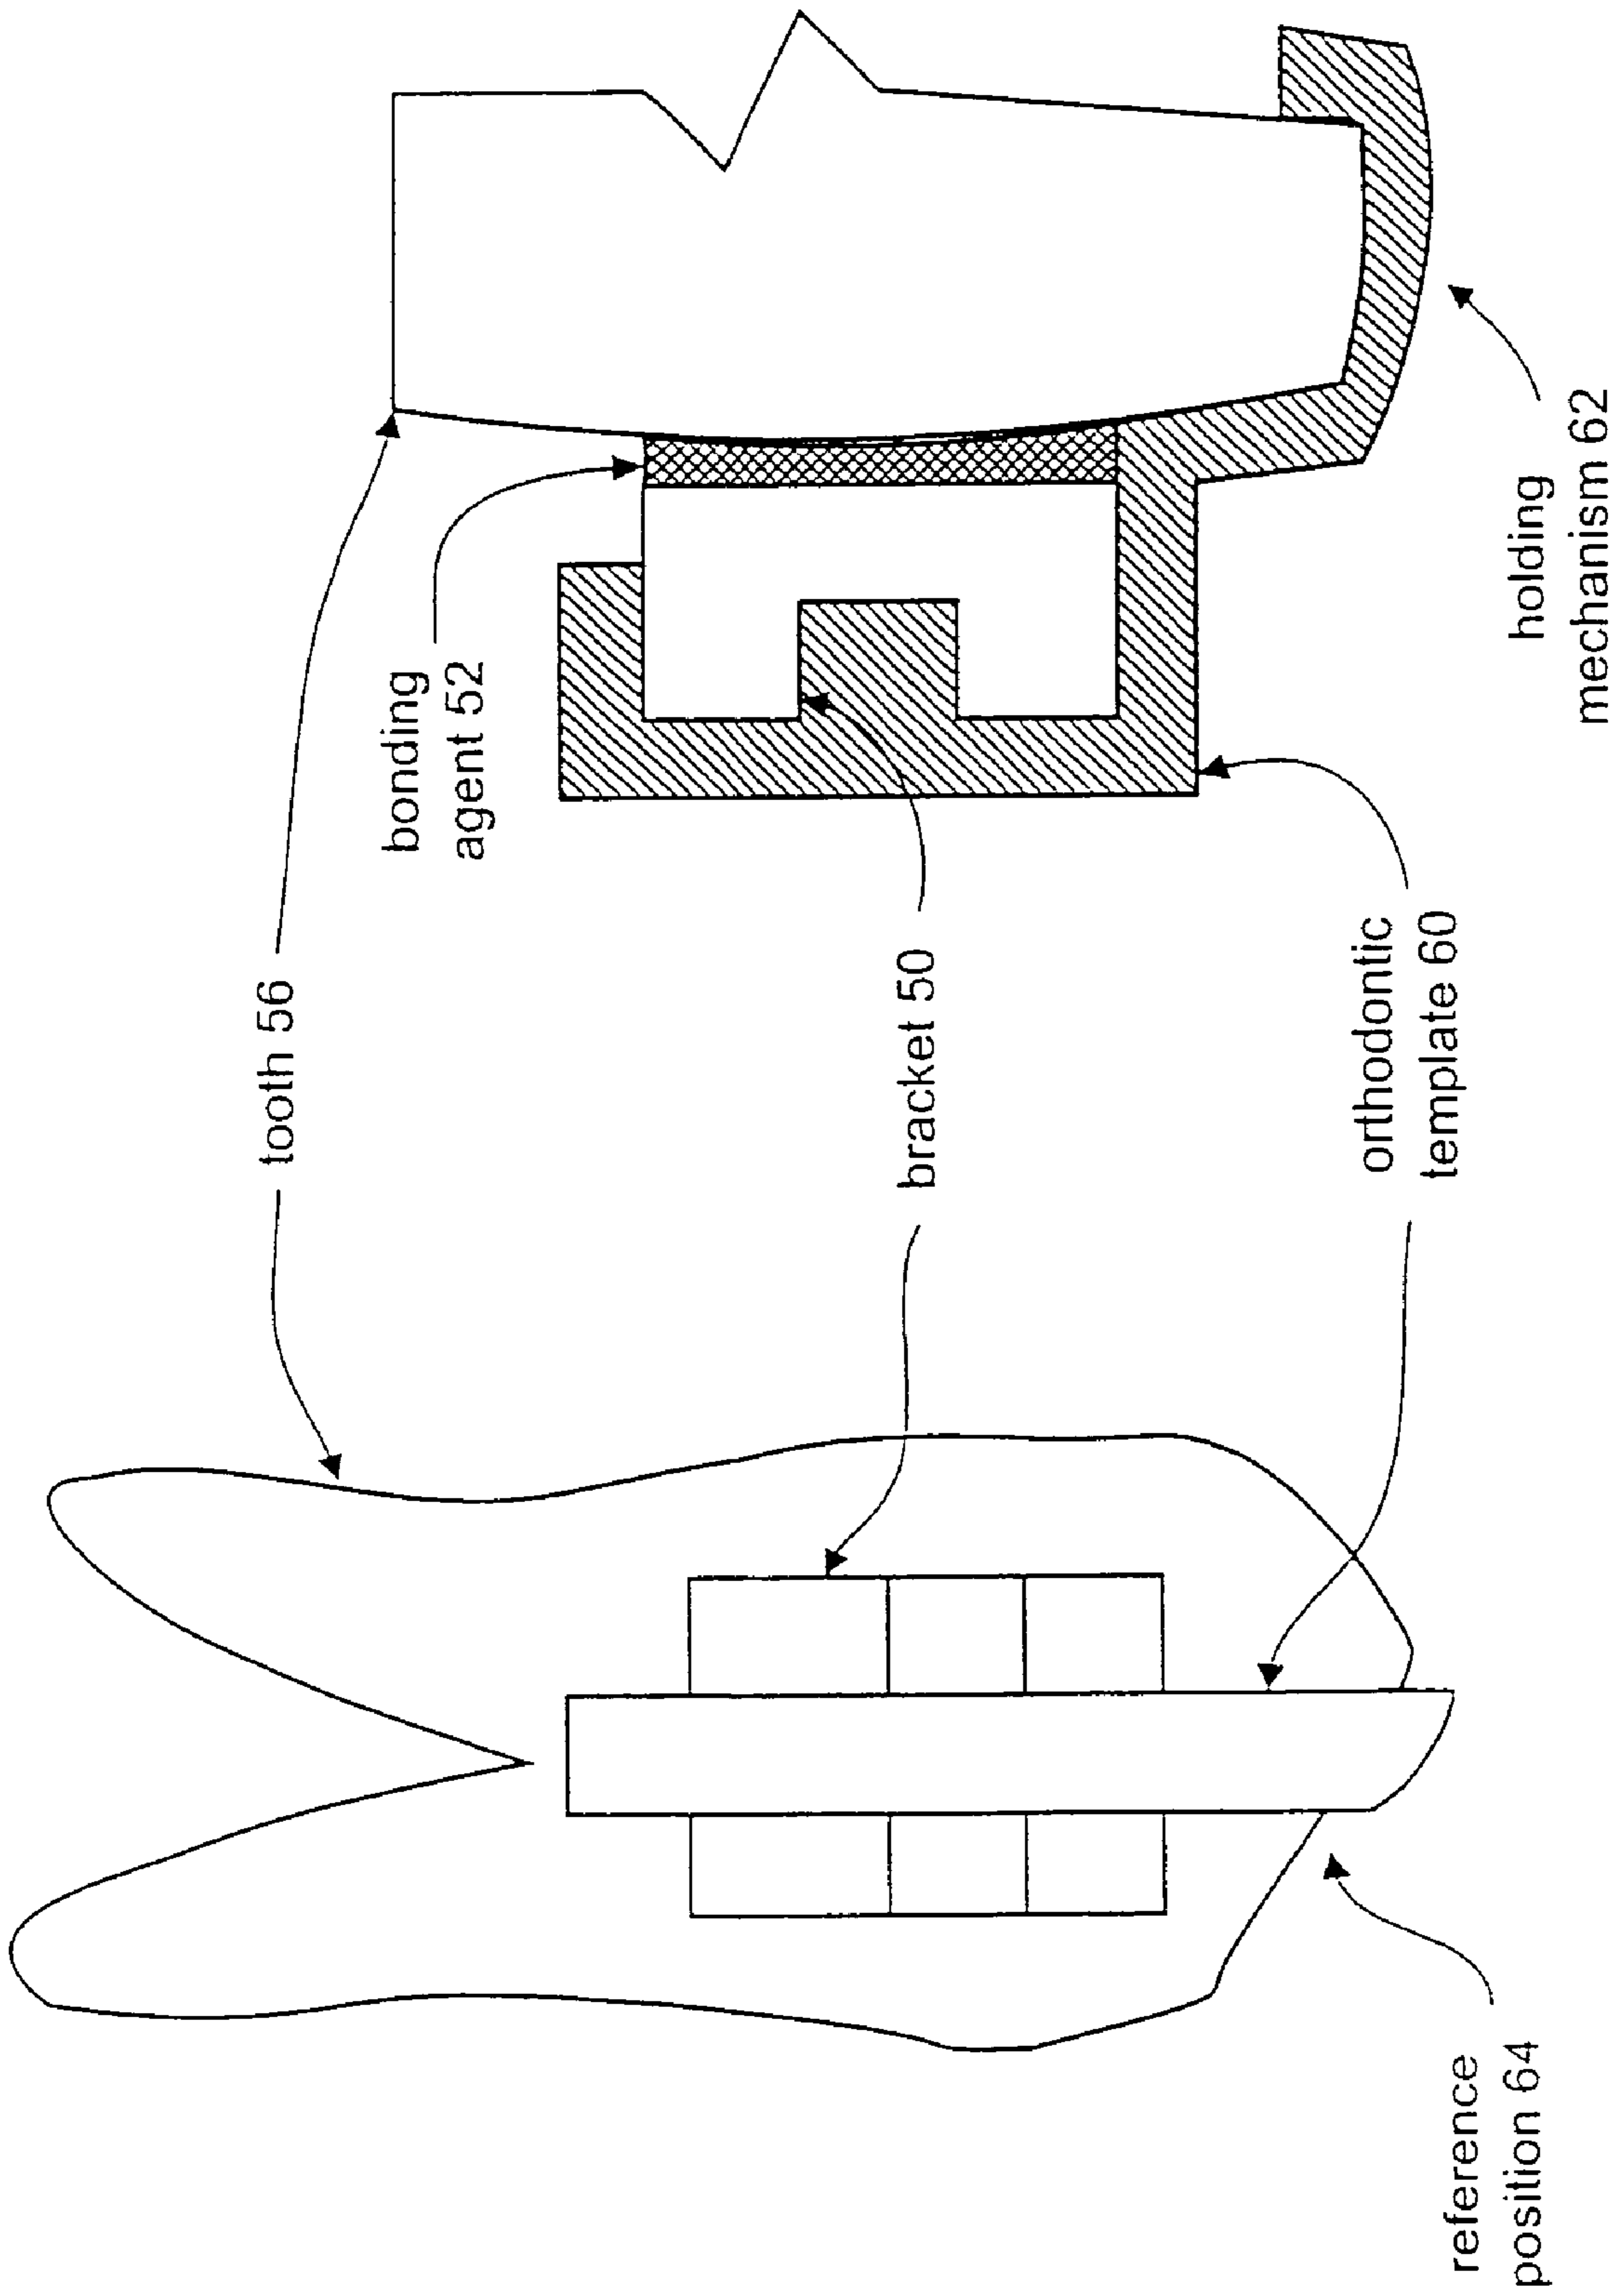 tooth 56
bonding
agent 52
bracket 50
orthodontic
template 60
holding
mechanism 62
reference
position 64